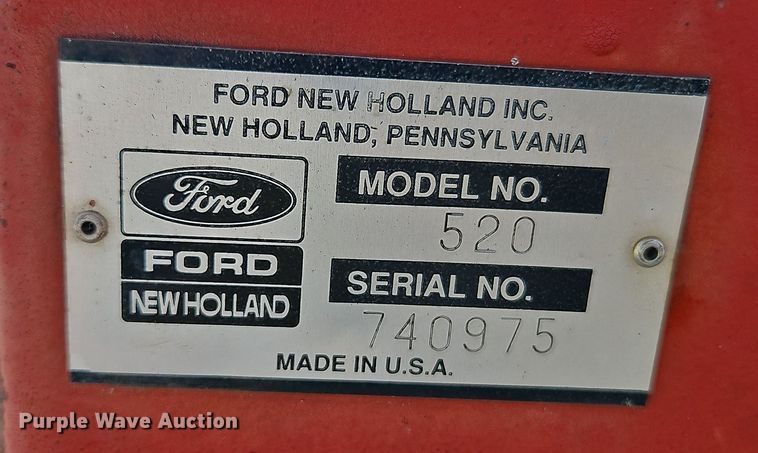 FORD NEW HOLLAND INC.
NEW HOLLAND, PENNSYLVANIA
Ford
FORD
NEW HOLLAND
MODEL NO.
520
SERIAL NO.
740975
MADE IN U.S.A.
Purple Wave Auction